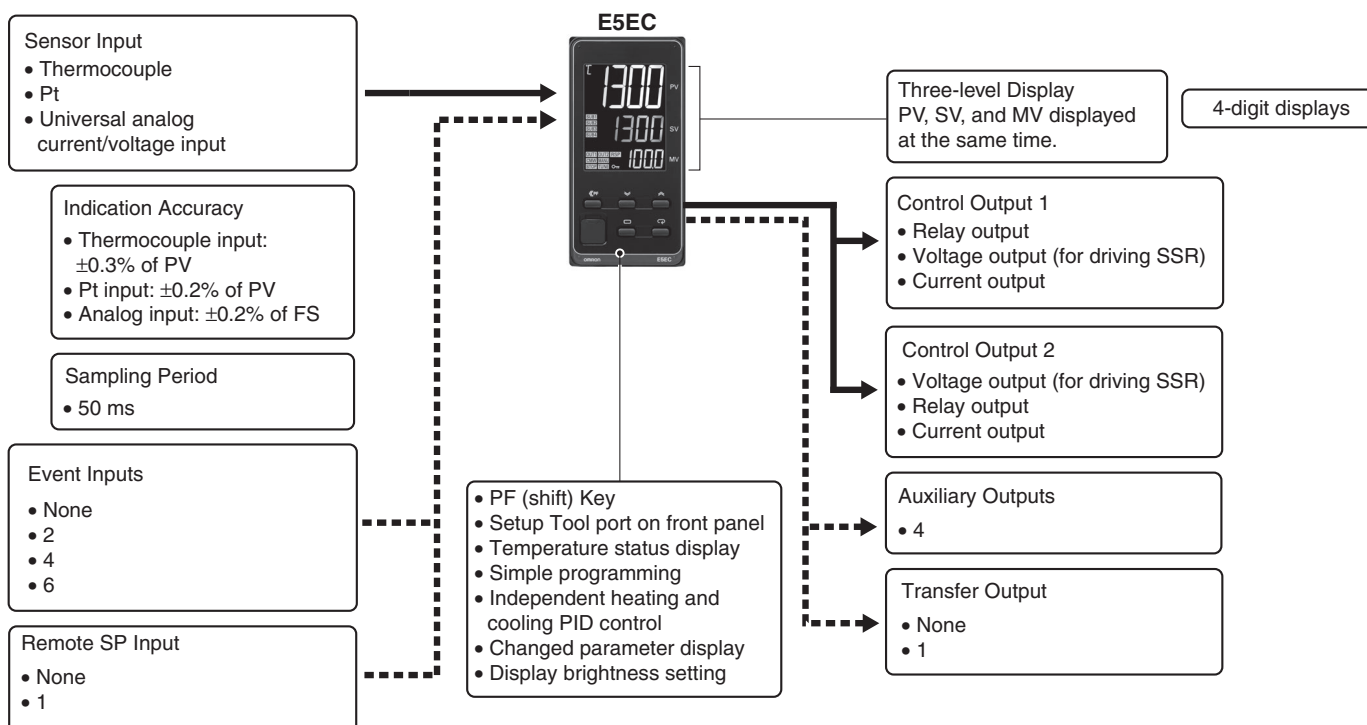 E5EC
Sensor Input
• Thermocouple
• Pt
• Universal analog
current/voltage input
Indication Accuracy
• Thermocouple input:
±0.3% of PV
• Pt input: ±0.2% of PV
• Analog input: ±0.2% of FS
Sampling Period
• 50 ms
Event Inputs
• None
• 2
• 4
• 6
Remote SP Input
• None
• 1
1300 PV
1300 SV
100.0 MV
PF
omron E5EC
• PF (shift) Key
• Setup Tool port on front panel
• Temperature status display
• Simple programming
• Independent heating and
cooling PID control
• Changed parameter display
• Display brightness setting
Three-level Display
PV, SV, and MV displayed
at the same time.
4-digit displays
Control Output 1
• Relay output
• Voltage output (for driving SSR)
• Current output
Control Output 2
• Voltage output (for driving SSR)
• Relay output
• Current output
Auxiliary Outputs
• 4
Transfer Output
• None
• 1